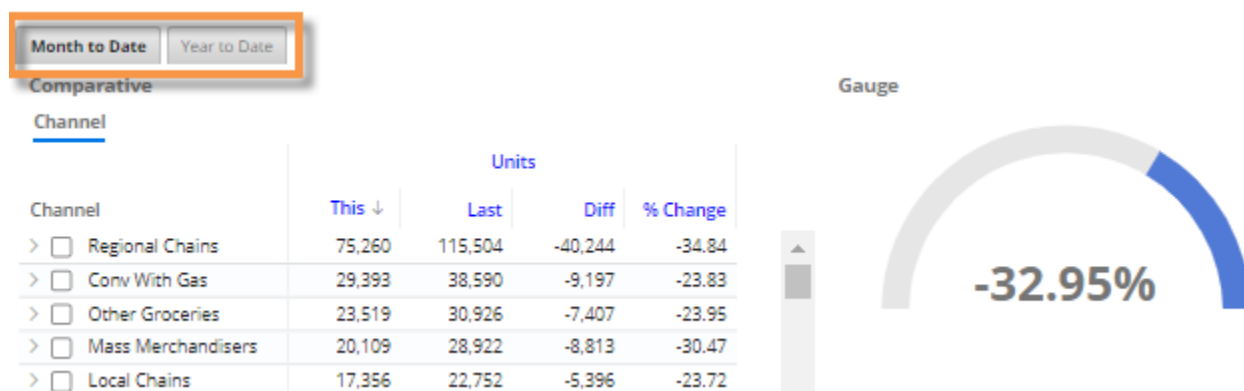 Month to Date Year to Date
Comparative
Channel
Units
Channel This ↓ Last Diff % Change
Regional Chains 75,260 115,504 -40,244 -34.84
Conv With Gas 29,393 38,590 -9,197 -23.83
Other Groceries 23,519 30,926 -7,407 -23.95
Mass Merchandisers 20,109 28,922 -8,813 -30.47
Local Chains 17,356 22,752 -5,396 -23.72
Gauge
-32.95%